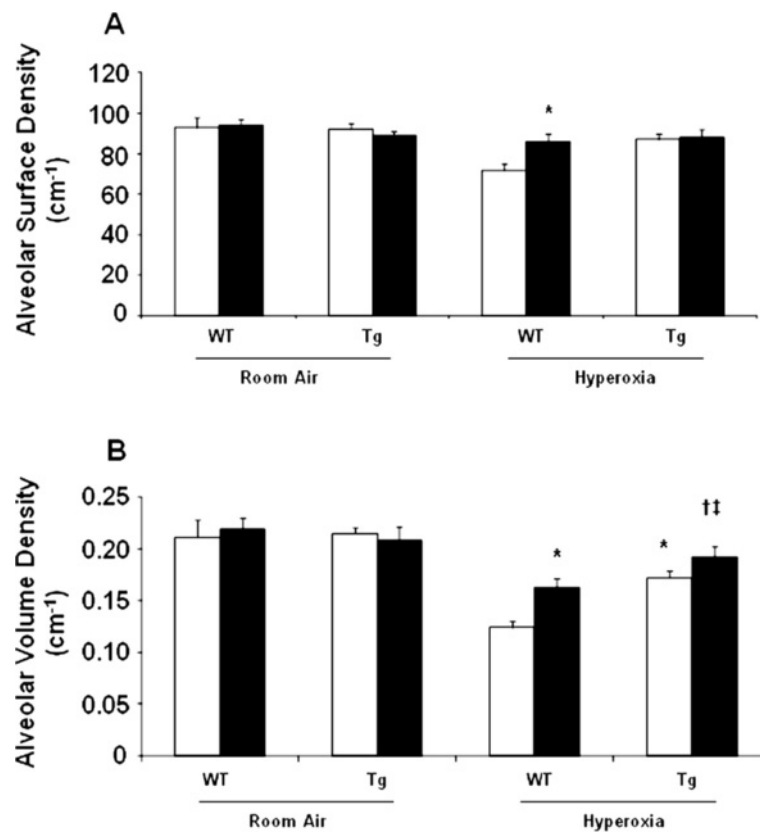 A
Alveolar Surface Density
(cm⁻¹)
120
100
80
60
40
20
0
*
WT
Tg
WT
Tg
Room Air
Hyperoxia
B
Alveolar Volume Density
(cm⁻¹)
0.25
0.20
0.15
0.10
0.05
0
*
*
†‡
WT
Tg
WT
Tg
Room Air
Hyperoxia